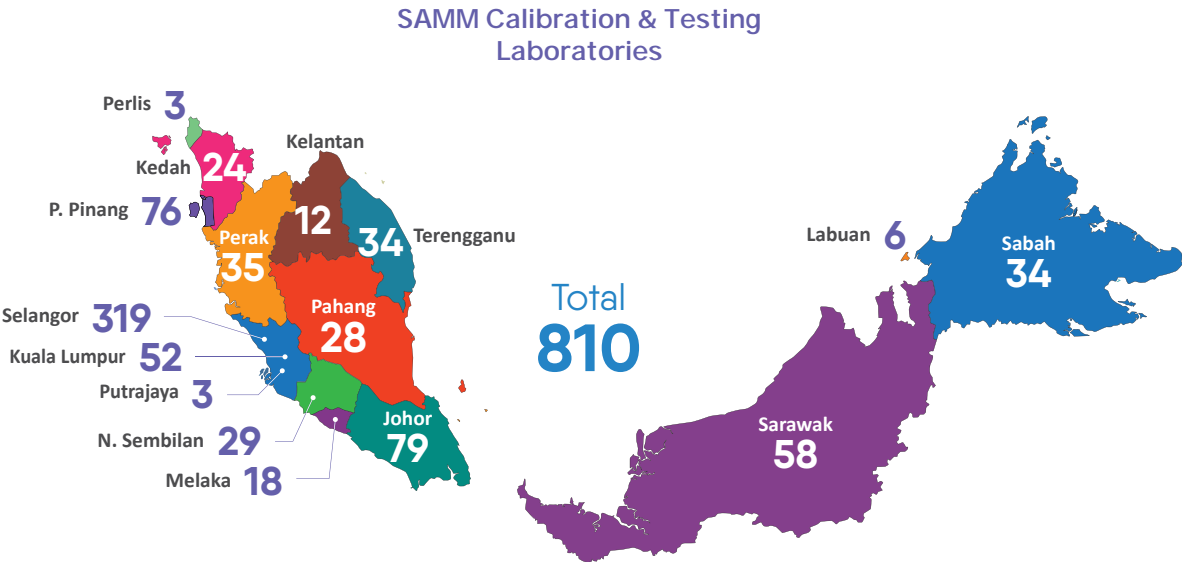 SAMM Calibration & Testing
Laboratories
Perlis 3
Kelantan
Kedah 24
P. Pinang 76
12
Perak
35
34 Terengganu
Labuan 6
Sabah
34
Total
810
Selangor 319
Pahang
28
Kuala Lumpur 52
Putrajaya 3
N. Sembilan 29
Johor
79
Melaka 18
Sarawak
58